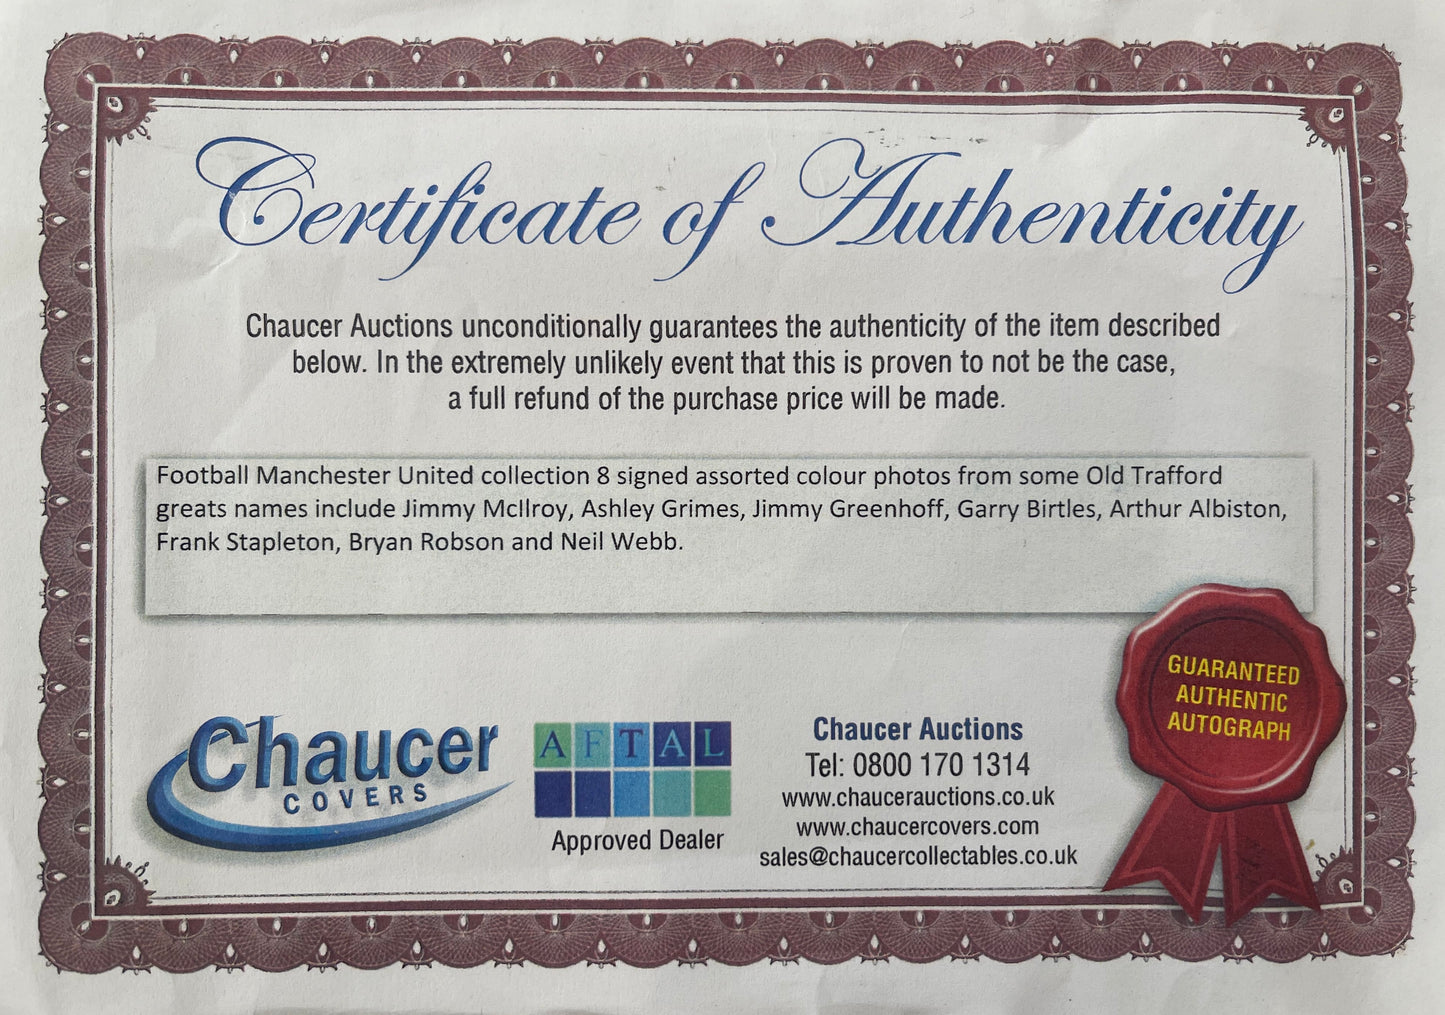 Certificate of Authenticity
Chaucer Auctions unconditionally guarantees the authenticity of the item described
below. In the extremely unlikely event that this is proven to not be the case,
a full refund of the purchase price will be made.
Football Manchester United collection 8 signed assorted colour photos from some Old Trafford
greats names include Jimmy McIlroy, Ashley Grimes, Jimmy Greenhoff, Garry Birtles, Arthur Albiston,
Frank Stapleton, Bryan Robson and Neil Webb.
Chaucer
COVERS
AFTAL
Approved Dealer
Chaucer Auctions
Tel: 0800 170 1314
www.chaucerauctions.co.uk
www.chaucercovers.com
sales@chaucercollectables.co.uk
GUARANTEED
AUTHENTIC
AUTOGRAPH